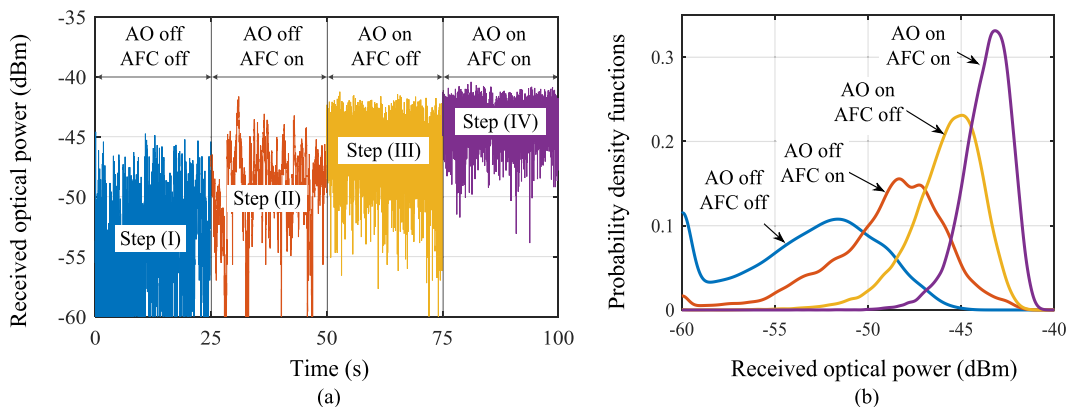 -35
-40
-45
-50
-55
-60
Received optical power (dBm)
AO off
AFC off
AO off
AFC on
AO on
AFC off
AO on
AFC on
Step (I)
Step (II)
Step (III)
Step (IV)
0
25
50
75
100
Time (s)
(a)
0.3
0.2
0.1
0
Probability density functions
AO on
AFC on
AO on
AFC off
AO off
AFC on
AO off
AFC off
-60
-55
-50
-45
-40
Received optical power (dBm)
(b)